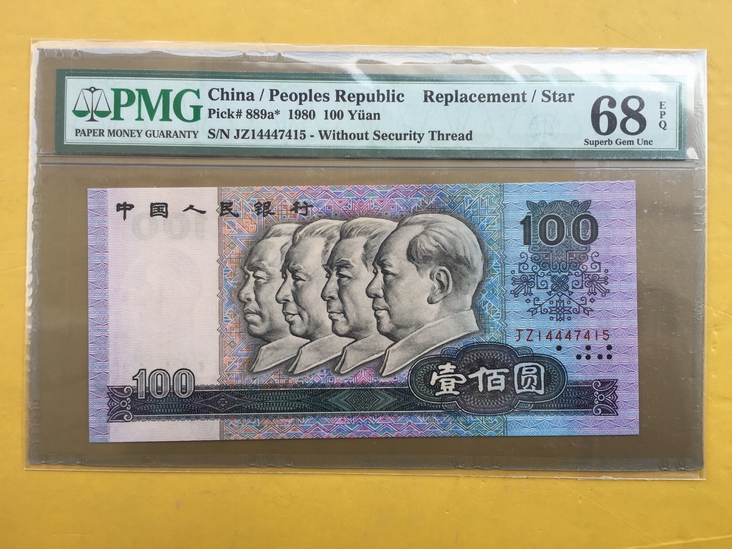 PMG
PAPER MONEY GUARANTY
China / Peoples Republic Replacement / Star
Pick# 889a* 1980 100 Yüan
S/N JZ14447415 - Without Security Thread
68 EPQ
Superb Gem Unc
中国人民银行
100
JZ14447415
100
壹佰圆